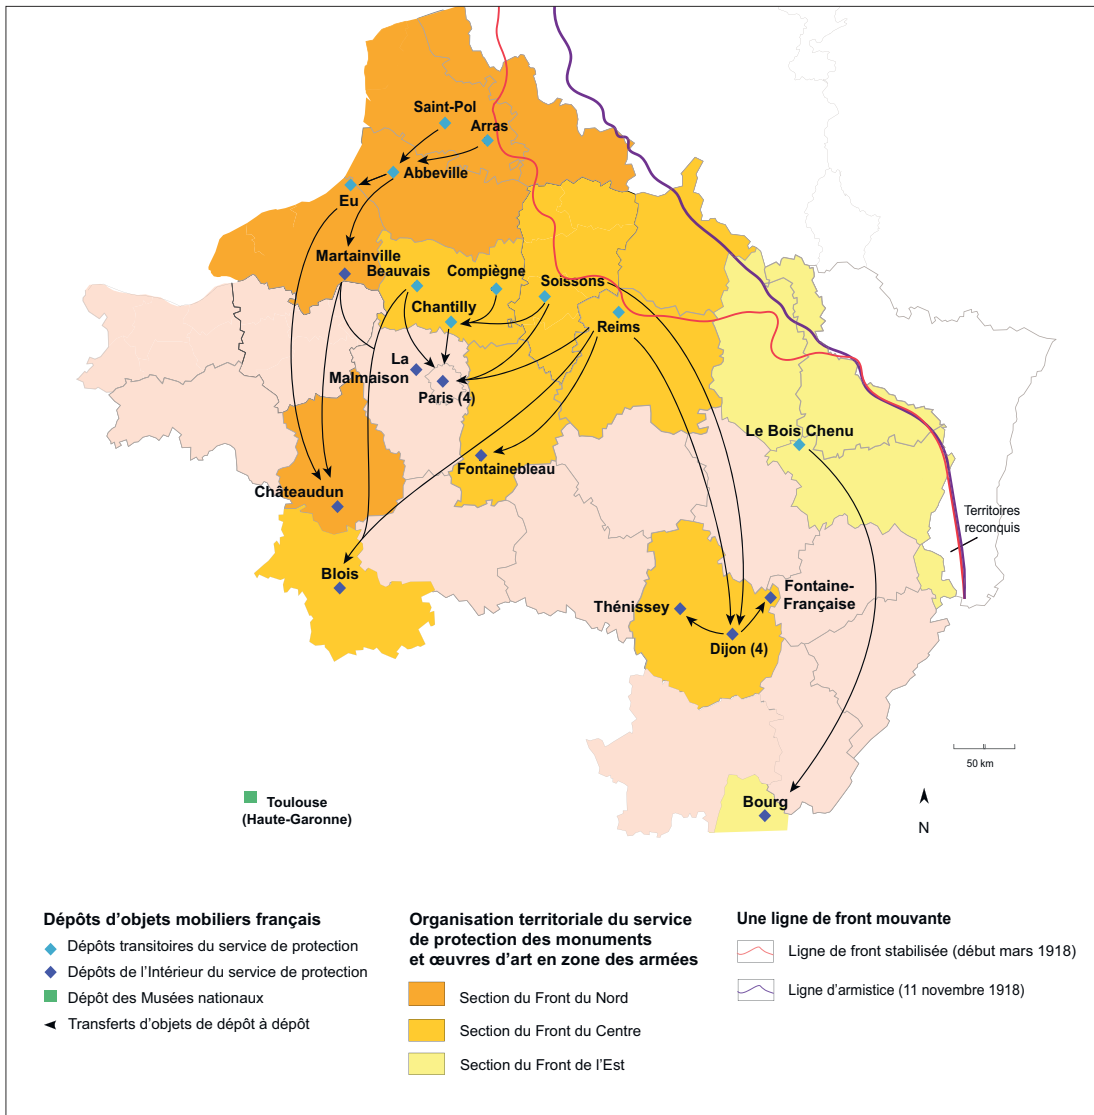 Saint-Pol
Arras
Abbeville
Eu
Martainville
Beauvais
Compiègne
Soissons
Chantilly
Reims
La
Malmaison
Paris (4)
Le Bois Chenu
Fontainebleau
Châteaudun
Territoires
reconquis
Blois
Fontaine-
Française
Thénissey
Dijon (4)
50 km
Bourg
Toulouse
(Haute-Garonne)
N
Dépôts d'objets mobiliers français
Dépôts transitoires du service de protection
Dépôts de l'Intérieur du service de protection
Dépôt des Musées nationaux
Transferts d'objets de dépôt à dépôt
Organisation territoriale du service
de protection des monuments
et œuvres d'art en zone des armées
Section du Front du Nord
Section du Front du Centre
Section du Front de l'Est
Une ligne de front mouvante
Ligne de front stabilisée (début mars 1918)
Ligne d'armistice (11 novembre 1918)